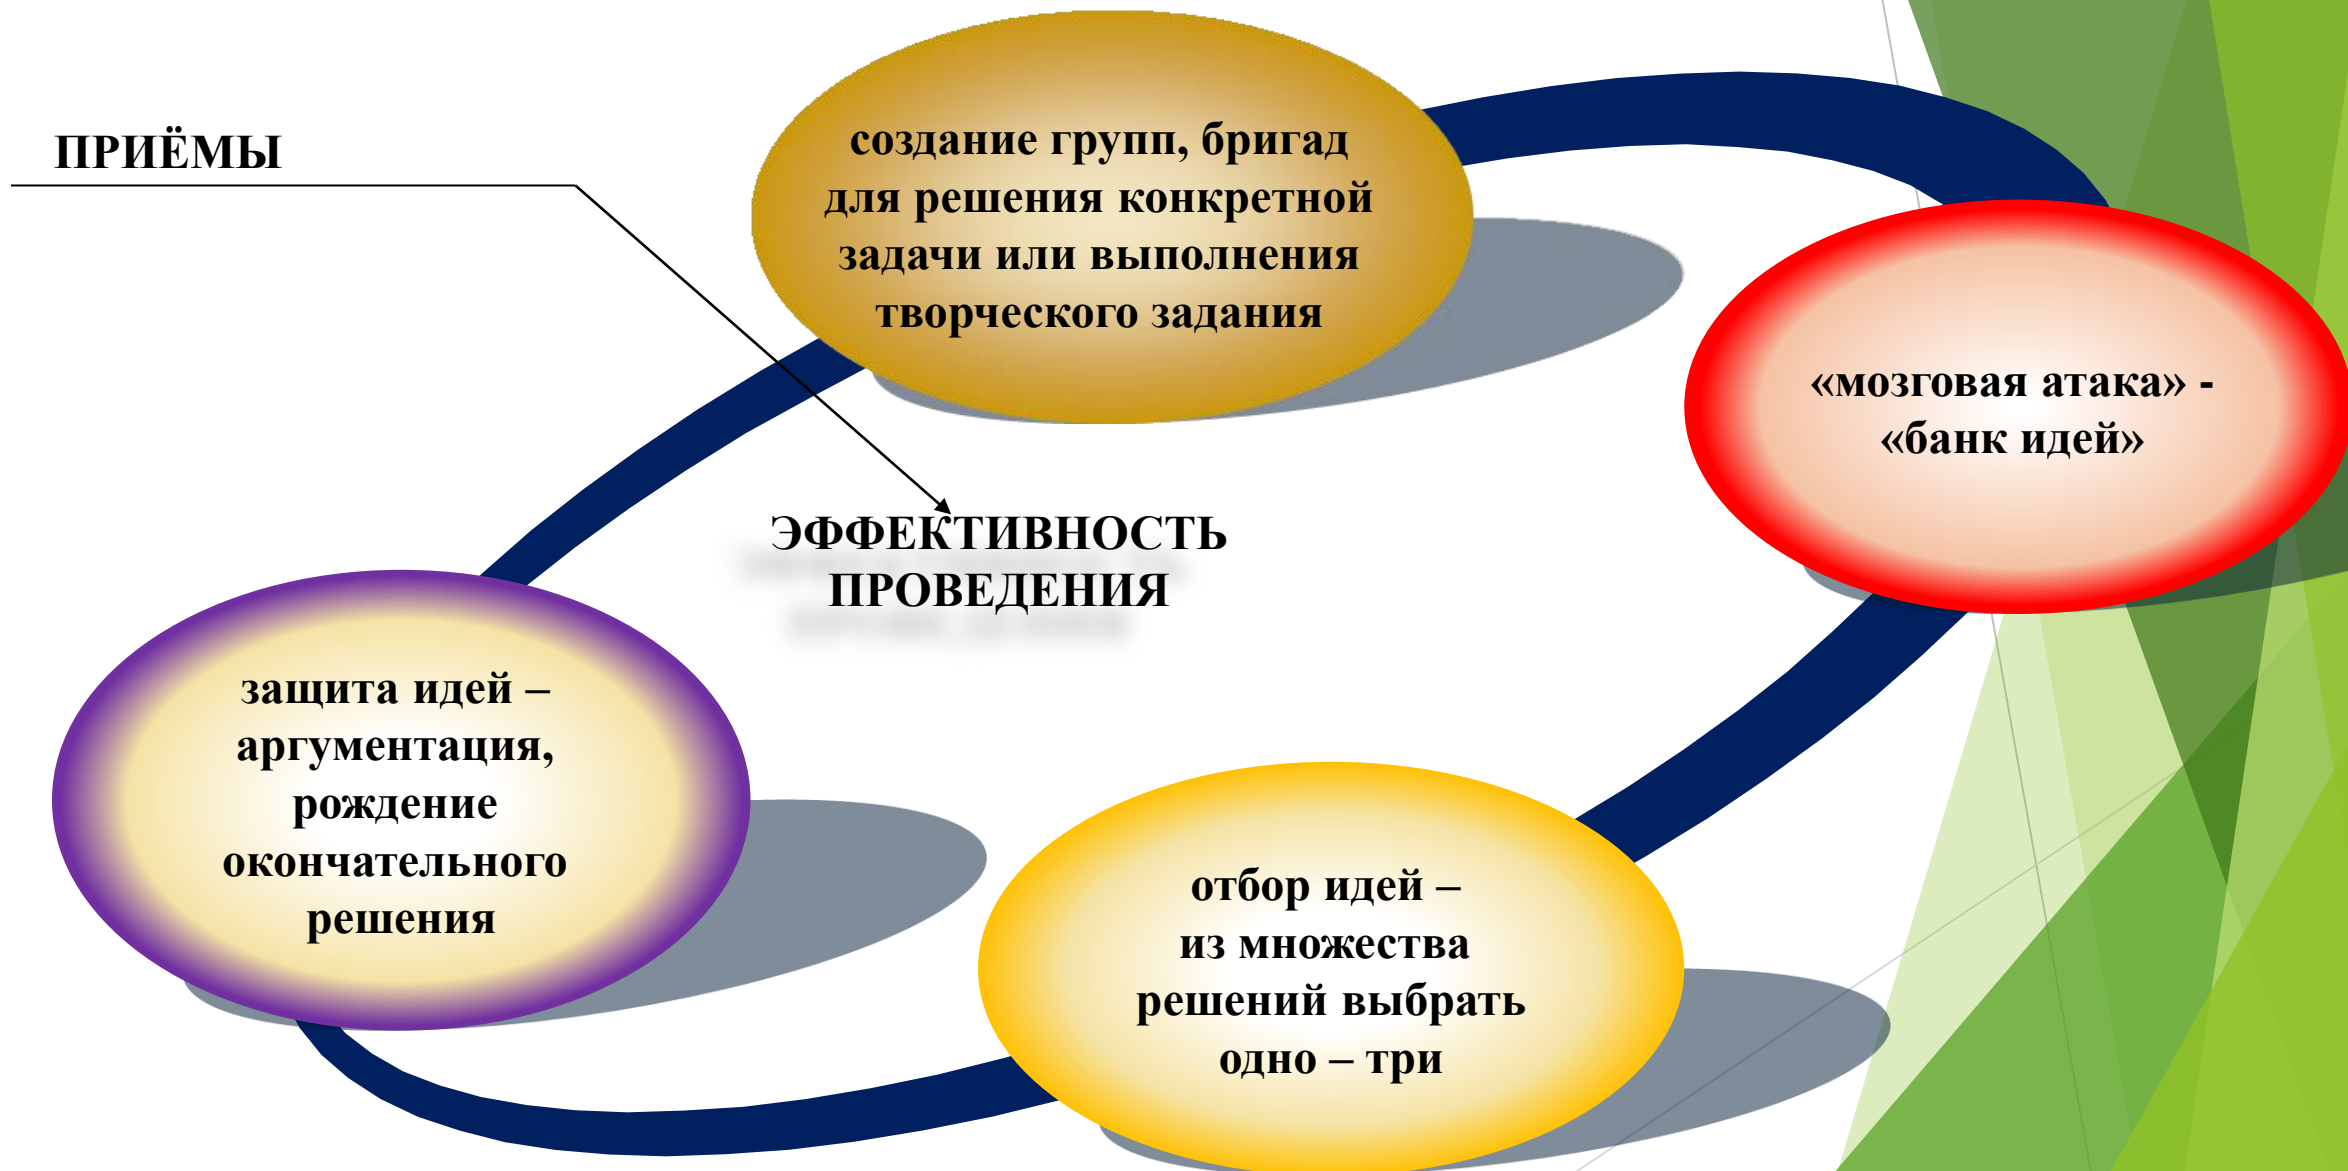 ПРИЁМЫ
создание групп, бригад
для решения конкретной
задачи или выполнения
творческого задания
«мозговая атака» -
«банк идей»
ЭФФЕКТИВНОСТЬ
ПРОВЕДЕНИЯ
защита идей –
аргументация,
рождение
окончательного
решения
отбор идей –
из множества
решений выбрать
одно – три